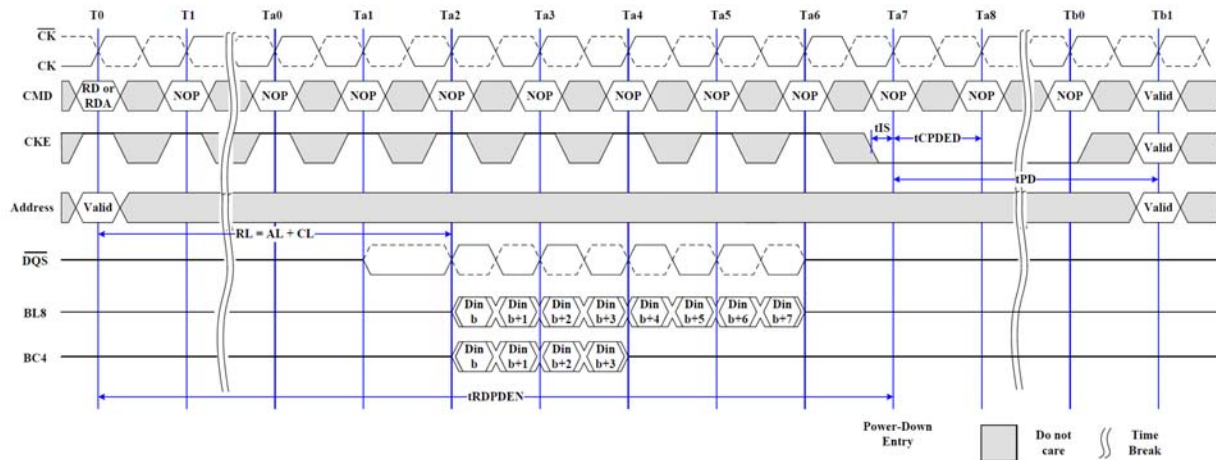 T0 T1 Ta0 Ta1 Ta2 Ta3 Ta4 Ta5 Ta6 Ta7 Ta8 Tb0 Tb1
CK
CK
CMD RD or RDA NOP NOP NOP NOP NOP NOP NOP NOP NOP NOP NOP Valid
tIS tCPDED
CKE Valid
tPD
Address Valid Valid
RL = AL + CL
DQS
BL8 Din b Din b+1 Din b+2 Din b+3 Din b+4 Din b+5 Din b+6 Din b+7
BC4 Din b Din b+1 Din b+2 Din b+3
tRDPDEN
Power-Down Entry
Do not care
Time Break